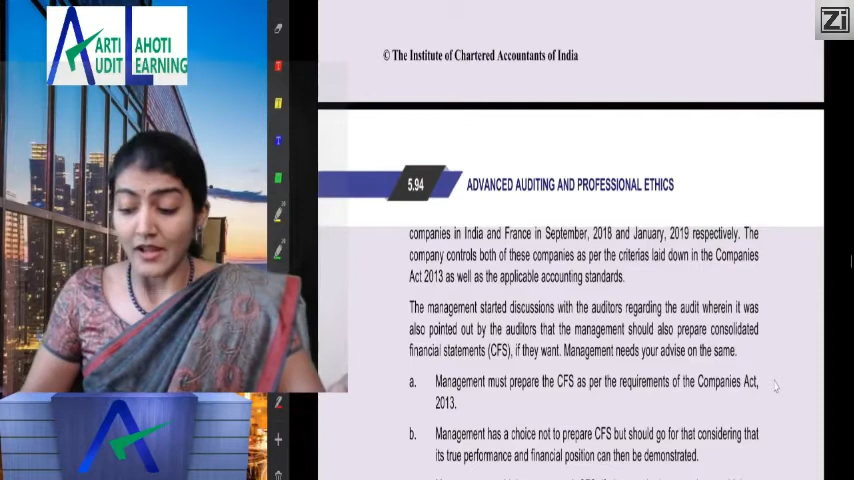 ARTI LAHOTI
AUDIT LEARNING
Zi
© The Institute of Chartered Accountants of India
5.94
ADVANCED AUDITING AND PROFESSIONAL ETHICS
companies in India and France in September, 2018 and January, 2019 respectively. The
company controls both of these companies as per the criterias laid down in the Companies
Act 2013 as well as the applicable accounting standards.
The management started discussions with the auditors regarding the audit wherein it was
also pointed out by the auditors that the management should also prepare consolidated
financial statements (CFS), if they want. Management needs your advise on the same.
a. Management must prepare the CFS as per the requirements of the Companies Act,
2013.
b. Management has a choice not to prepare CFS but should go for that considering that
its true performance and financial position can then be demonstrated.